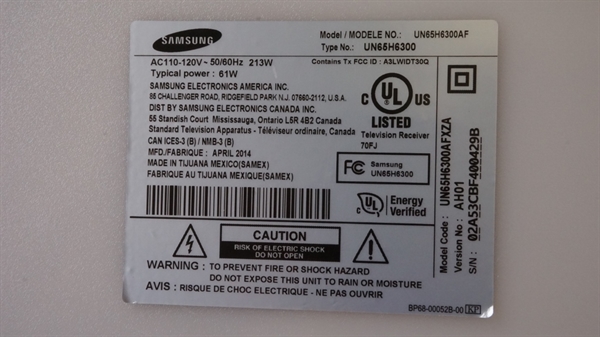 SAMSUNG
Model / MODELE NO.: UN65H6300AF
Type No.: UN65H6300
AC110-120V~ 50/60Hz 213W
Contains Tx FCC ID : A3LWIDT30Q
Typical power : 61W
SAMSUNG ELECTRONICS AMERICA INC.
85 CHALLENGER ROAD, RIDGEFIELD PARK N.J. 07660-2112, U.S.A.
DIST BY SAMSUNG ELECTRONICS CANADA INC.
55 Standish Court Mississauga, Ontario L5R 4B2 Canada
Standard Television Apparatus - Téléviseur ordinaire, Canada
CAN ICES-3 (B) / NMB-3 (B)
MFD./FABRIQUE : APRIL 2014
MADE IN TIJUANA MEXICO(SAMEX)
FABRIQUE AU TIJANA MEXIQUE(SAMEX)
C UL US
LISTED
Television Receiver
70FJ
FC Samsung
UN65H6300
UL Energy
Verified
Model Code : UN65H6300AFXZA
Version No : AH01
S/N : 02A53CBF400429B
CAUTION
RISK OF ELECTRIC SHOCK
DO NOT OPEN
WARNING : TO PREVENT FIRE OR SHOCK HAZARD
DO NOT EXPOSE THIS UNIT TO RAIN OR MOISTURE
AVIS : RISQUE DE CHOC ELECTRIQUE - NE PAS OUVRIR
BP68-00052B-00